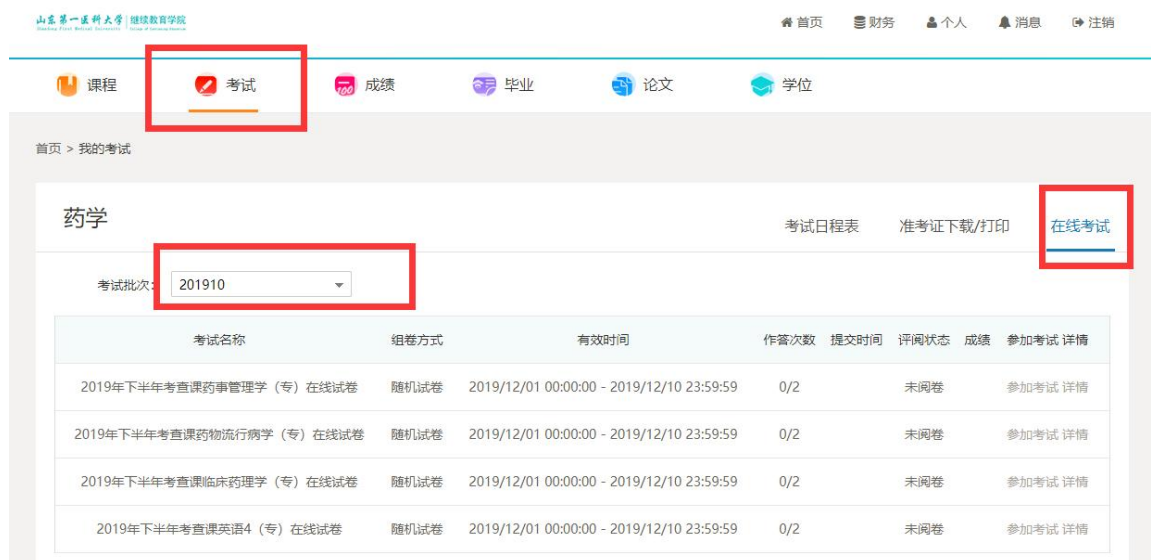 山东第一医科大学 继续教育学院
Shandong First Medical University
首页 财务 个人 消息 注销
课程 考试 成绩 毕业 论文 学位
首页 > 我的考试
药学
考试日程表 准考证下载/打印 在线考试
考试批次: 201910
考试名称 组卷方式 有效时间 作答次数 提交时间 评阅状态 成绩 参加考试 详情
2019年下半年考查课药事管理学（专）在线试卷 随机试卷 2019/12/01 00:00:00 - 2019/12/10 23:59:59 0/2 未阅卷 参加考试 详情
2019年下半年考查课药物流行病学（专）在线试卷 随机试卷 2019/12/01 00:00:00 - 2019/12/10 23:59:59 0/2 未阅卷 参加考试 详情
2019年下半年考查课临床药理学（专）在线试卷 随机试卷 2019/12/01 00:00:00 - 2019/12/10 23:59:59 0/2 未阅卷 参加考试 详情
2019年下半年考查课英语4（专）在线试卷 随机试卷 2019/12/01 00:00:00 - 2019/12/10 23:59:59 0/2 未阅卷 参加考试 详情